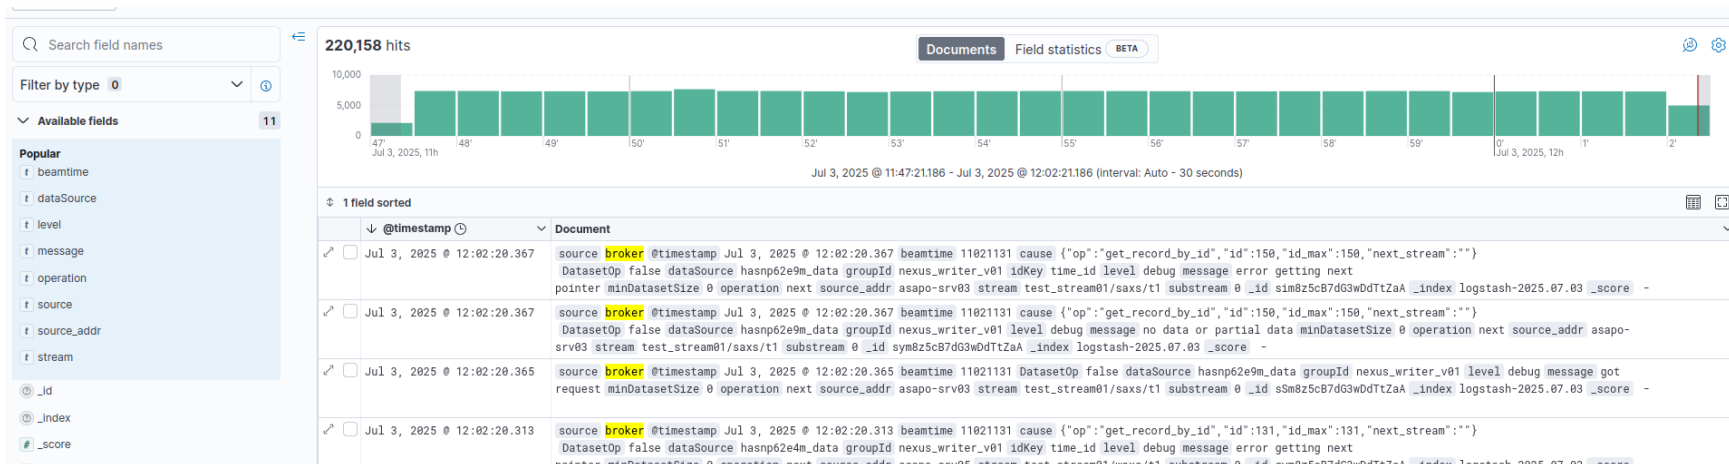 Search field names
Filter by type 0
Available fields 11
Popular
t beamtime
t dataSource
t level
t message
t operation
t source
t source_addr
t stream
_id
_index
# _score
220,158 hits
Documents Field statistics BETA
10,000
5,000
0
47' 48' 49' 50' 51' 52' 53' 54' 55' 56' 57' 58' 59' 0' 1' 2'
Jul 3, 2025, 11h Jul 3, 2025, 12h
Jul 3, 2025 @ 11:47:21.186 - Jul 3, 2025 @ 12:02:21.186 (interval: Auto - 30 seconds)
1 field sorted
@timestamp Document
Jul 3, 2025 @ 12:02:20.367 source broker @timestamp Jul 3, 2025 @ 12:02:20.367 beamtime 11021131 cause {"op":"get_record_by_id","id":150,"id_max":150,"next_stream":""}
DatasetOp false dataSource hasnp62e9m_data groupId nexus_writer_v01 idKey time_id level debug message error getting next
pointer minDatasetSize 0 operation next source_addr asapo-srv03 stream test_stream01/saxs/t1 substream 0 _id sim8z5cB7dG3wDdTtZaA _index logstash-2025.07.03 _score -
Jul 3, 2025 @ 12:02:20.367 source broker @timestamp Jul 3, 2025 @ 12:02:20.367 beamtime 11021131 cause {"op":"get_record_by_id","id":150,"id_max":150,"next_stream":""}
DatasetOp false dataSource hasnp62e9m_data groupId nexus_writer_v01 level debug message no data or partial data minDatasetSize 0 operation next source_addr asapo-
srv03 stream test_stream01/saxs/t1 substream 0 _id sym8z5cB7dG3wDdTtZaA _index logstash-2025.07.03 _score -
Jul 3, 2025 @ 12:02:20.365 source broker @timestamp Jul 3, 2025 @ 12:02:20.365 beamtime 11021131 DatasetOp false dataSource hasnp62e9m_data groupId nexus_writer_v01 level debug message got
request minDatasetSize 0 operation next source_addr asapo-srv03 stream test_stream01/saxs/t1 substream 0 _id sSm8z5cB7dG3wDdTtZaA _index logstash-2025.07.03 _score -
Jul 3, 2025 @ 12:02:20.313 source broker @timestamp Jul 3, 2025 @ 12:02:20.313 beamtime 11021131 cause {"op":"get_record_by_id","id":131,"id_max":131,"next_stream":""}
DatasetOp false dataSource hasnp62e4m_data groupId nexus_writer_v01 idKey time_id level debug message error getting next